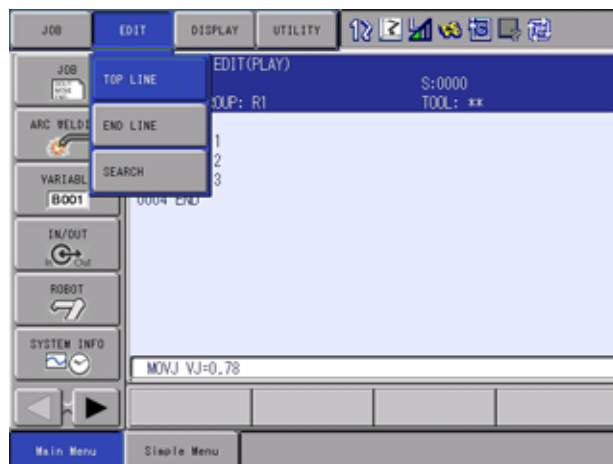 JOB EDIT DISPLAY UTILITY
JOB
ARC WELDI
VARIABL
B001
IN/OUT
In Out
ROBOT
SYSTEM INFO
TOP LINE
END LINE
SEARCH
EDIT(PLAY)
S:0000
OUP: R1 TOOL: **
1
2
3
0004 END
MOVJ VJ=0.78
Main Menu Simple Menu